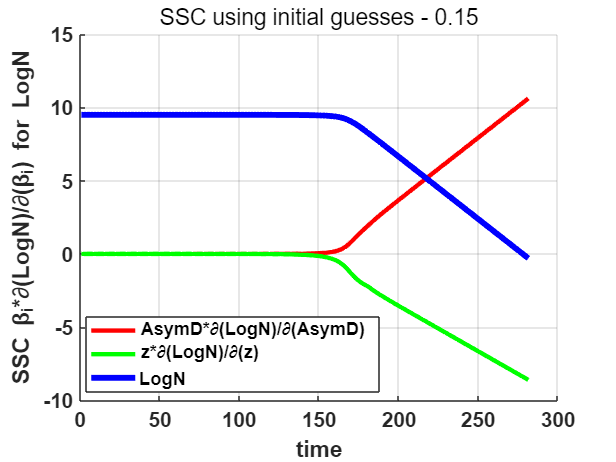 SSC using initial guesses - 0.15
SSC βi*∂(LogN)/∂(βi) for LogN
15
10
5
0
-5
-10
AsymD*∂(LogN)/∂(AsymD)
z*∂(LogN)/∂(z)
LogN
0 50 100 150 200 250 300
time